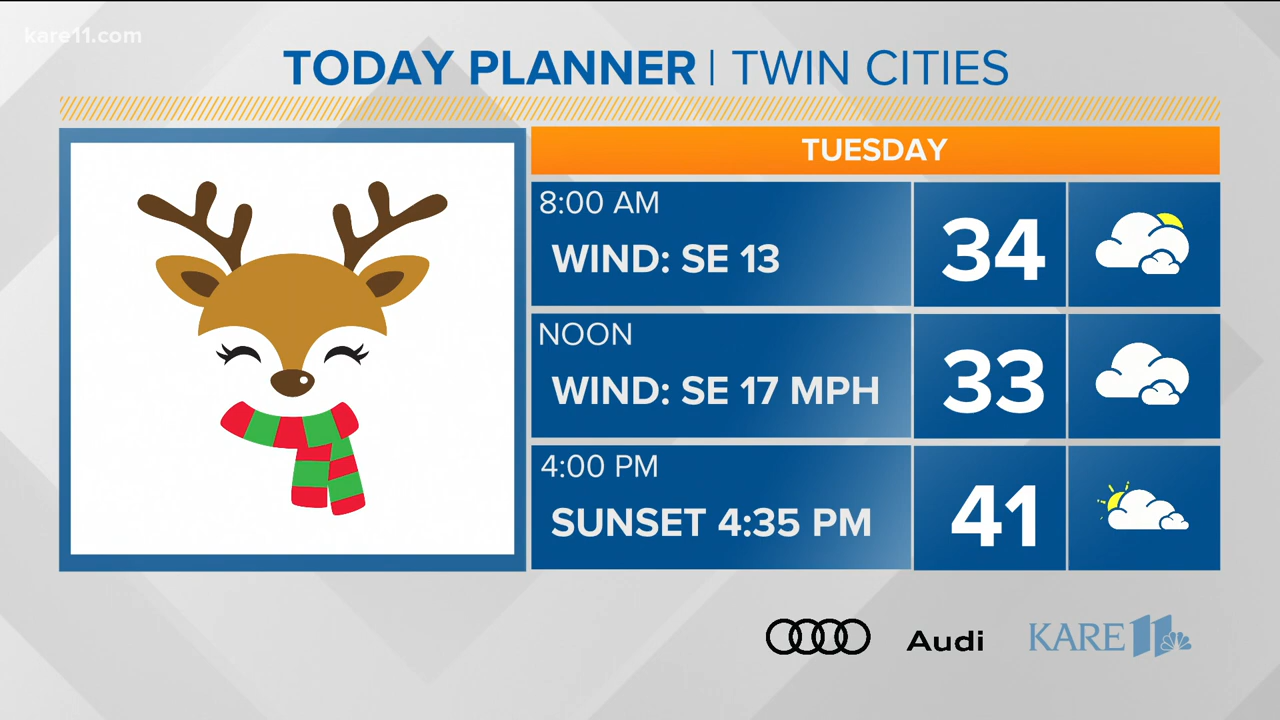 kare11.com
TODAY PLANNER | TWIN CITIES
TUESDAY
8:00 AM
WIND: SE 13
34
NOON
WIND: SE 17 MPH
33
4:00 PM
SUNSET 4:35 PM
41
Audi
KARE 11